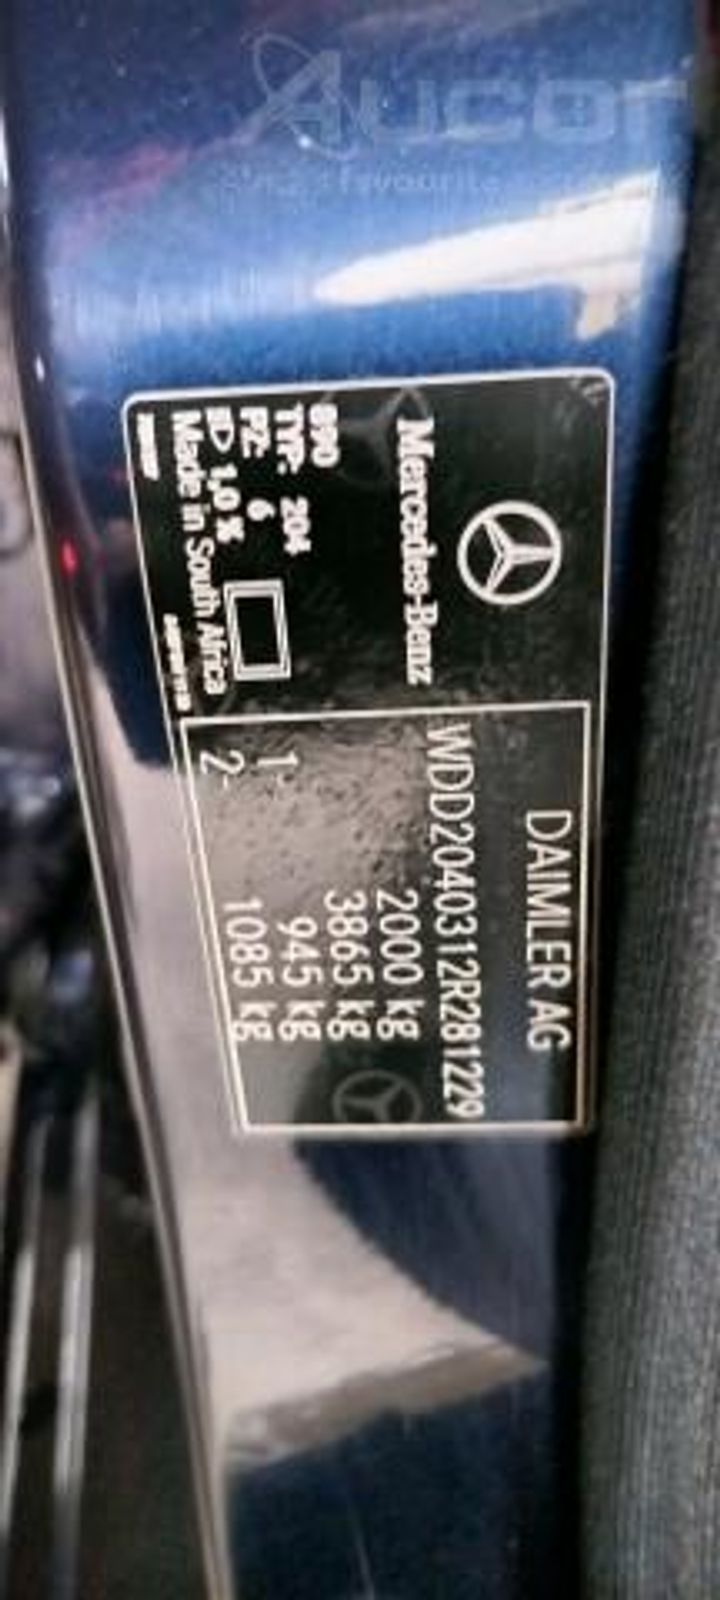 Aucor
Mercedes-Benz
890
TYP: 204
PZ: 6
1,0 K
Made in South Africa
DAIMLER AG
WDD2040312R281229
2000 kg
3865 kg
1- 945 kg
2- 1085 kg